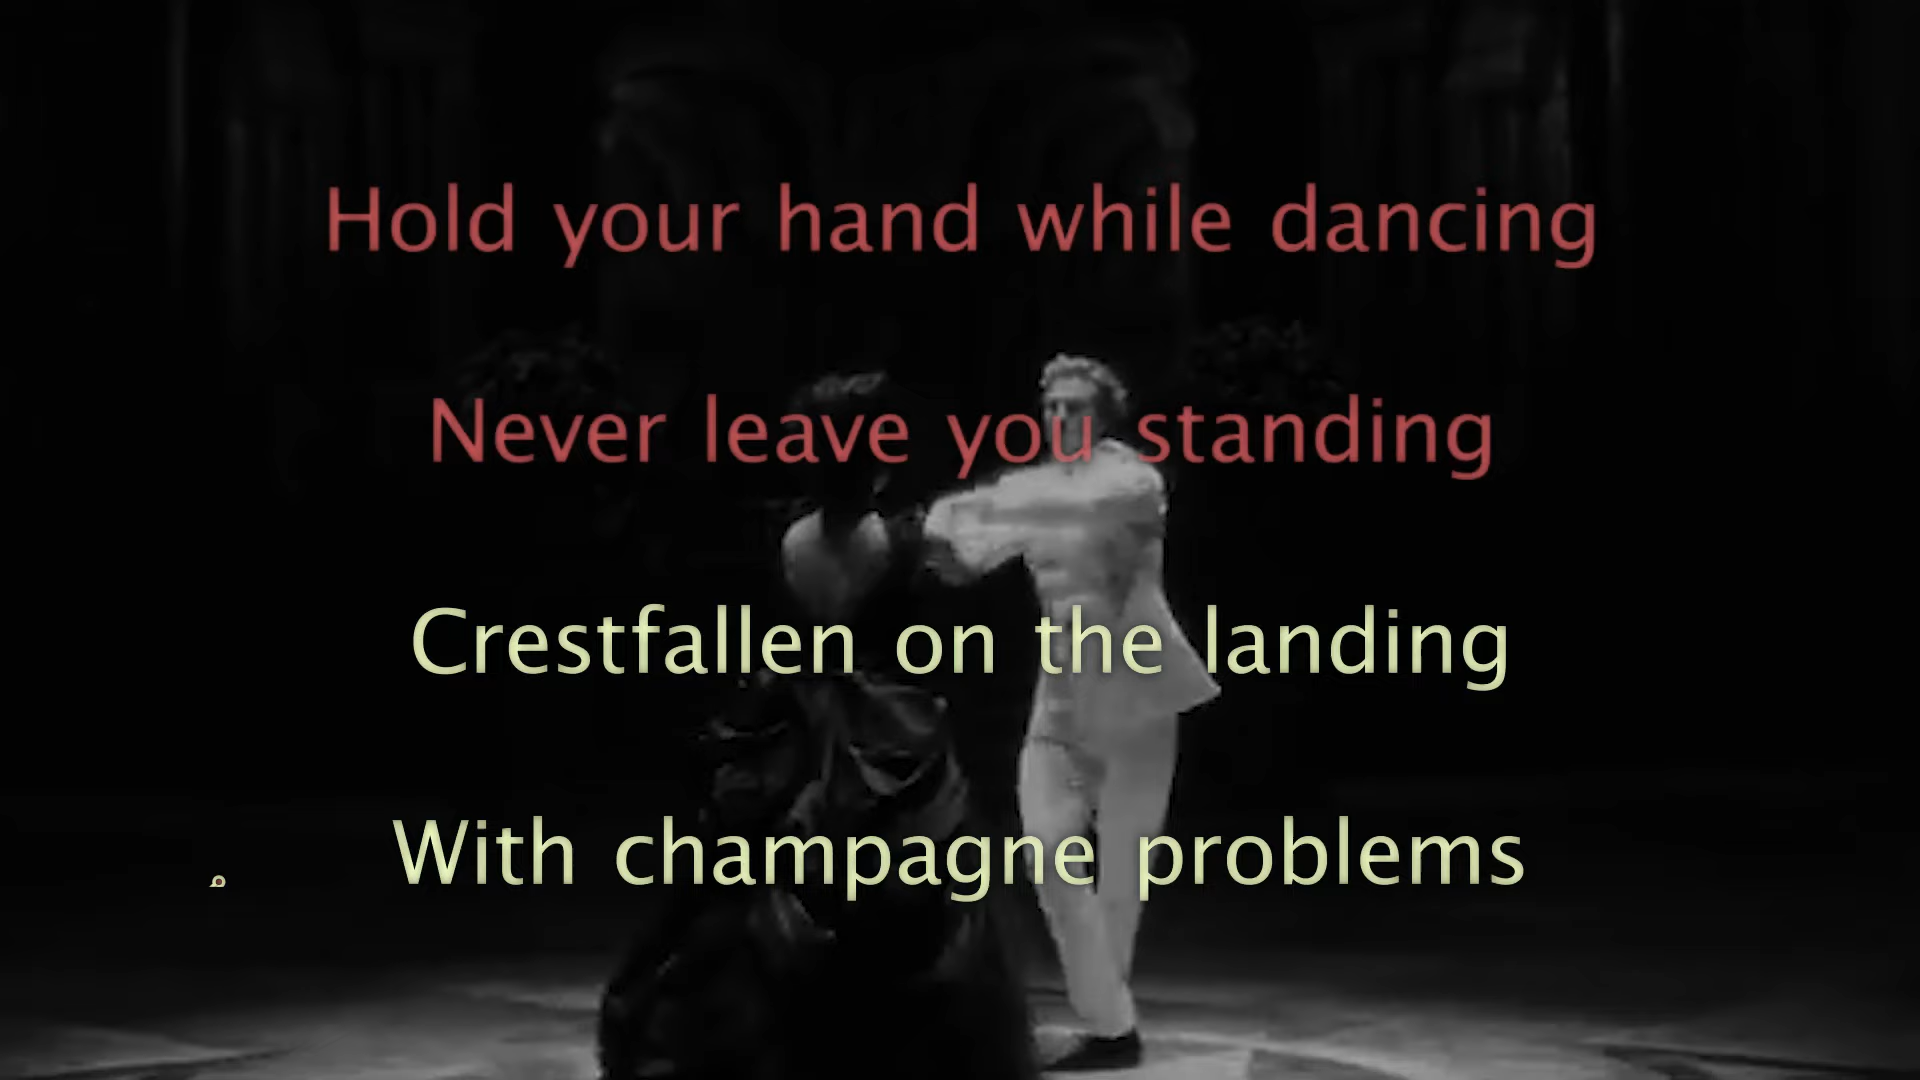 Hold your hand while dancing
Never leave you standing
Crestfallen on the landing
With champagne problems